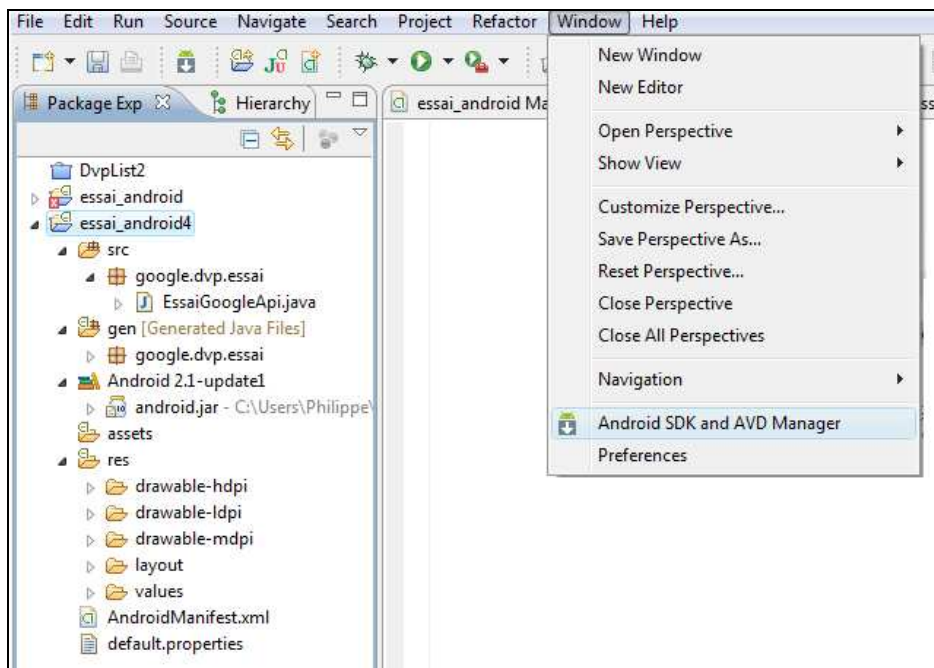 File Edit Run Source Navigate Search Project Refactor Window Help
Package Exp Hierarchy
essai_android Ma
DvpList2
essai_android
essai_android4
src
google.dvp.essai
EssaiGoogleApi.java
gen [Generated Java Files]
google.dvp.essai
Android 2.1-update1
android.jar - C:\Users\Philippe\
assets
res
drawable-hdpi
drawable-ldpi
drawable-mdpi
layout
values
AndroidManifest.xml
default.properties
New Window
New Editor
Open Perspective
Show View
Customize Perspective...
Save Perspective As...
Reset Perspective...
Close Perspective
Close All Perspectives
Navigation
Android SDK and AVD Manager
Preferences